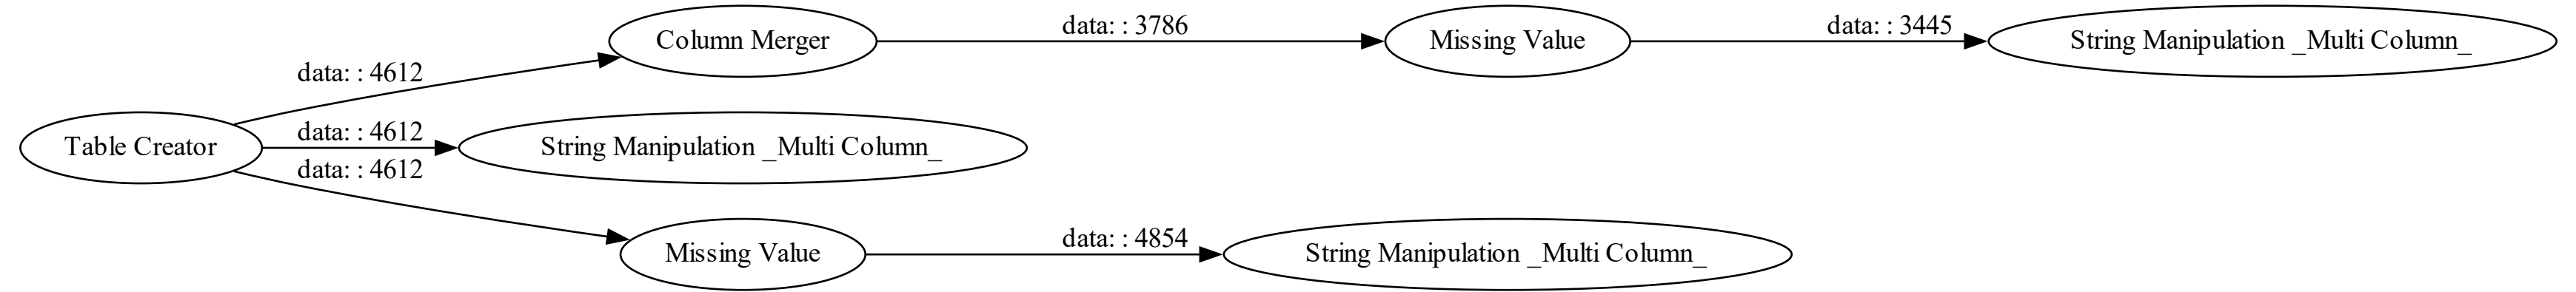 Column Merger
data: : 3786
Missing Value
data: : 3445
String Manipulation _Multi Column_
data: : 4612
Table Creator
data: : 4612
String Manipulation _Multi Column_
data: : 4612
Missing Value
data: : 4854
String Manipulation _Multi Column_